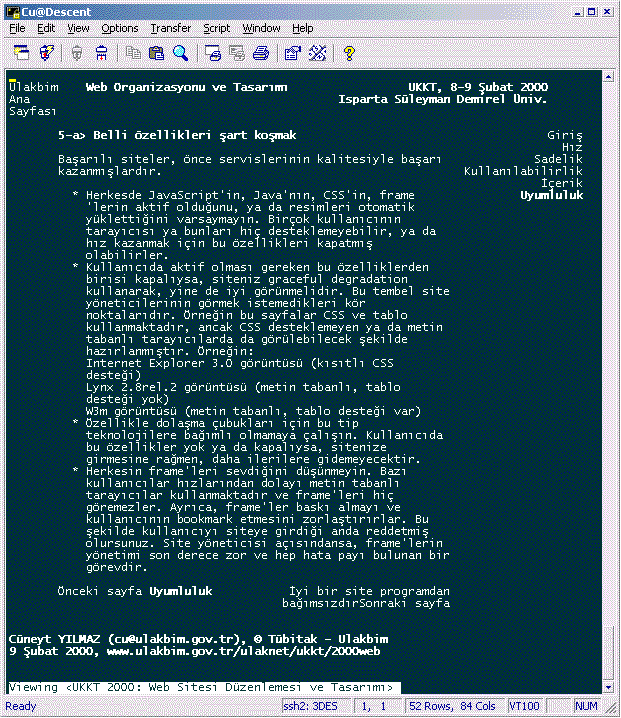 Cu@Descent
File Edit View Options Transfer Script Window Help
Ulakbim Web Organizasyonu ve Tasarımı UKKT, 8-9 Şubat 2000
Ana Isparta Süleyman Demirel Üniv.
Sayfası
5-a> Belli özellikleri şart koşmak Giriş
Hız
Başarılı siteler, önce servislerinin kalitesiyle başarı Sadelik
kazanmışlardır. Kullanılabilirlik
İçerik
* Herkesde JavaScript'in, Java'nın, CSS'in, frame Uyumluluk
'lerin aktif olduğunu, ya da resimleri otomatik
yüklettiğini varsaymayın. Birçok kullanıcının
tarayıcısı ya bunları hiç desteklemeyebilir, ya da
hız kazanmak için bu özellikleri kapatmış
olabilirler.
* Kullanıcıda aktif olması gereken bu özelliklerden
birisi kapalıysa, siteniz graceful degradation
kullanarak, yine de iyi görünmelidir. Bu tembel site
yöneticilerinin görmek istemedikleri kör
noktalarıdır. Örneğin bu sayfalar CSS ve tablo
kullanmaktadır, ancak CSS desteklemeyen ya da metin
tabanlı tarayıcılarda da görülebilecek şekilde
hazırlanmıştır. Örneğin:
Internet Explorer 3.0 görüntüsü (kısıtlı CSS
desteği)
Lynx 2.8rel.2 görüntüsü (metin tabanlı, tablo
desteği yok)
W3m görüntüsü (metin tabanlı, tablo desteği var)
* Özellikle dolaşma çubukları için bu tip
teknolojilere bağımlı olmamaya çalışın. Kullanıcıda
bu özellikler yok ya da kapalıysa, sitenize
girmesine rağmen, daha ilerilere gidemeyecektir.
* Herkesin frame'leri sevdiğini düşünmeyin. Bazı
kullanıcılar hızlarından dolayı metin tabanlı
tarayıcılar kullanmaktadır ve frame'leri hiç
göremezler. Ayrıca, frame'ler baskı almayı ve
kullanıcının bookmark etmesini zorlaştırırlar. Bu
şekilde kullanıcıyı siteye girdiği anda reddetmiş
olursunuz. Site yöneticisi açısındansa, frame'lerin
yönetimi son derece zor ve hep hata payı bulunan bir
görevdir.
Önceki sayfa Uyumluluk İyi bir site programdan
bağımsızdırSonraki sayfa
Cüneyt YILMAZ (cu@ulakbim.gov.tr), © Tübitak - Ulakbim
9 Şubat 2000, www.ulakbim.gov.tr/ulaknet/ukkt/2000web
Viewing <UKKT 2000: Web Sitesi Düzenlemesi ve Tasarımı>
Ready ssh2: 3DES 1, 1 52 Rows, 84 Cols VT100 NUM